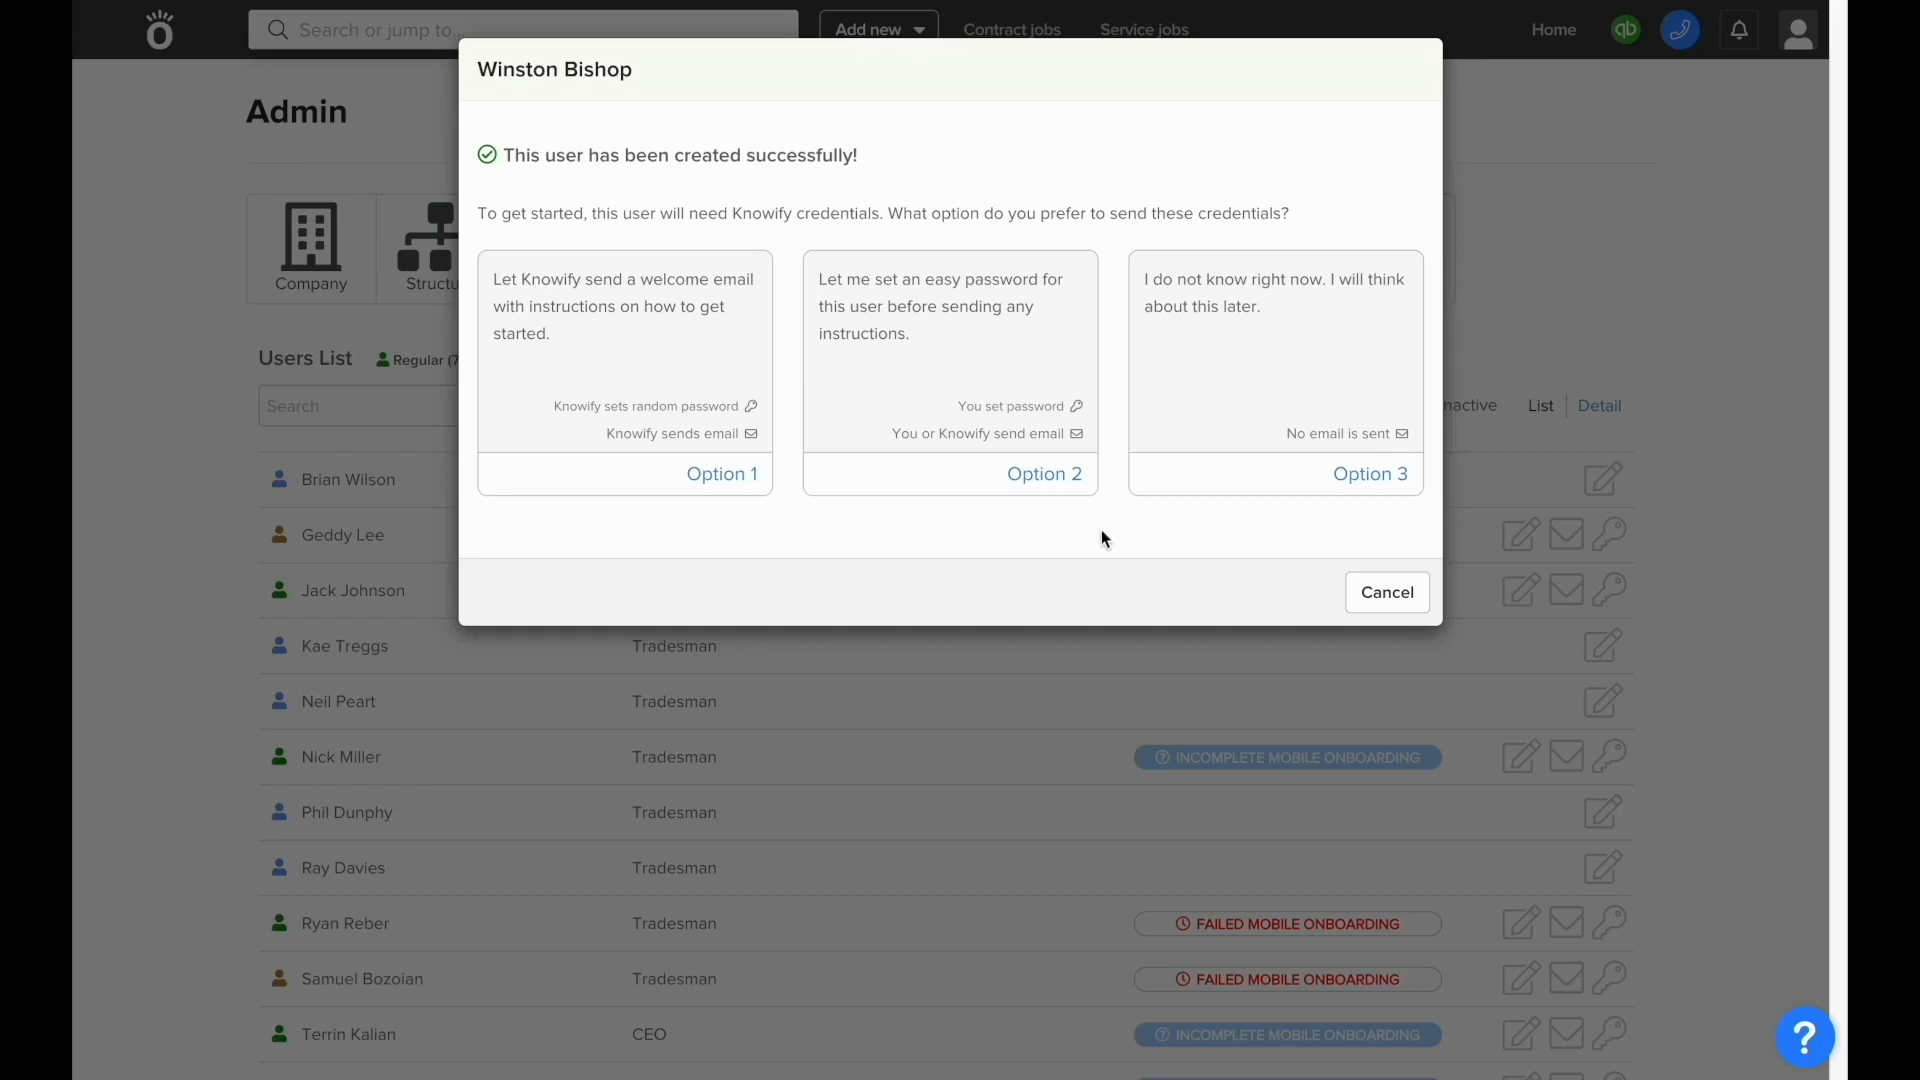 Search or jump to...
Add new
Contract jobs
Service jobs
Home
qb
Winston Bishop
Admin
This user has been created successfully!
To get started, this user will need Knowify credentials. What option do you prefer to send these credentials?
Let Knowify send a welcome email
with instructions on how to get
started.
Knowify sets random password
Knowify sends email
Option 1
Let me set an easy password for
this user before sending any
instructions.
You set password
You or Knowify send email
Option 2
I do not know right now. I will think
about this later.
No email is sent
Option 3
Cancel
Company
Structu
Users List
Regular (7
Search
nactive
List
Detail
Brian Wilson
Geddy Lee
Jack Johnson
Kae Treggs Tradesman
Neil Peart Tradesman
Nick Miller Tradesman INCOMPLETE MOBILE ONBOARDING
Phil Dunphy Tradesman
Ray Davies Tradesman
Ryan Reber Tradesman FAILED MOBILE ONBOARDING
Samuel Bozoian Tradesman FAILED MOBILE ONBOARDING
Terrin Kalian CEO INCOMPLETE MOBILE ONBOARDING
?